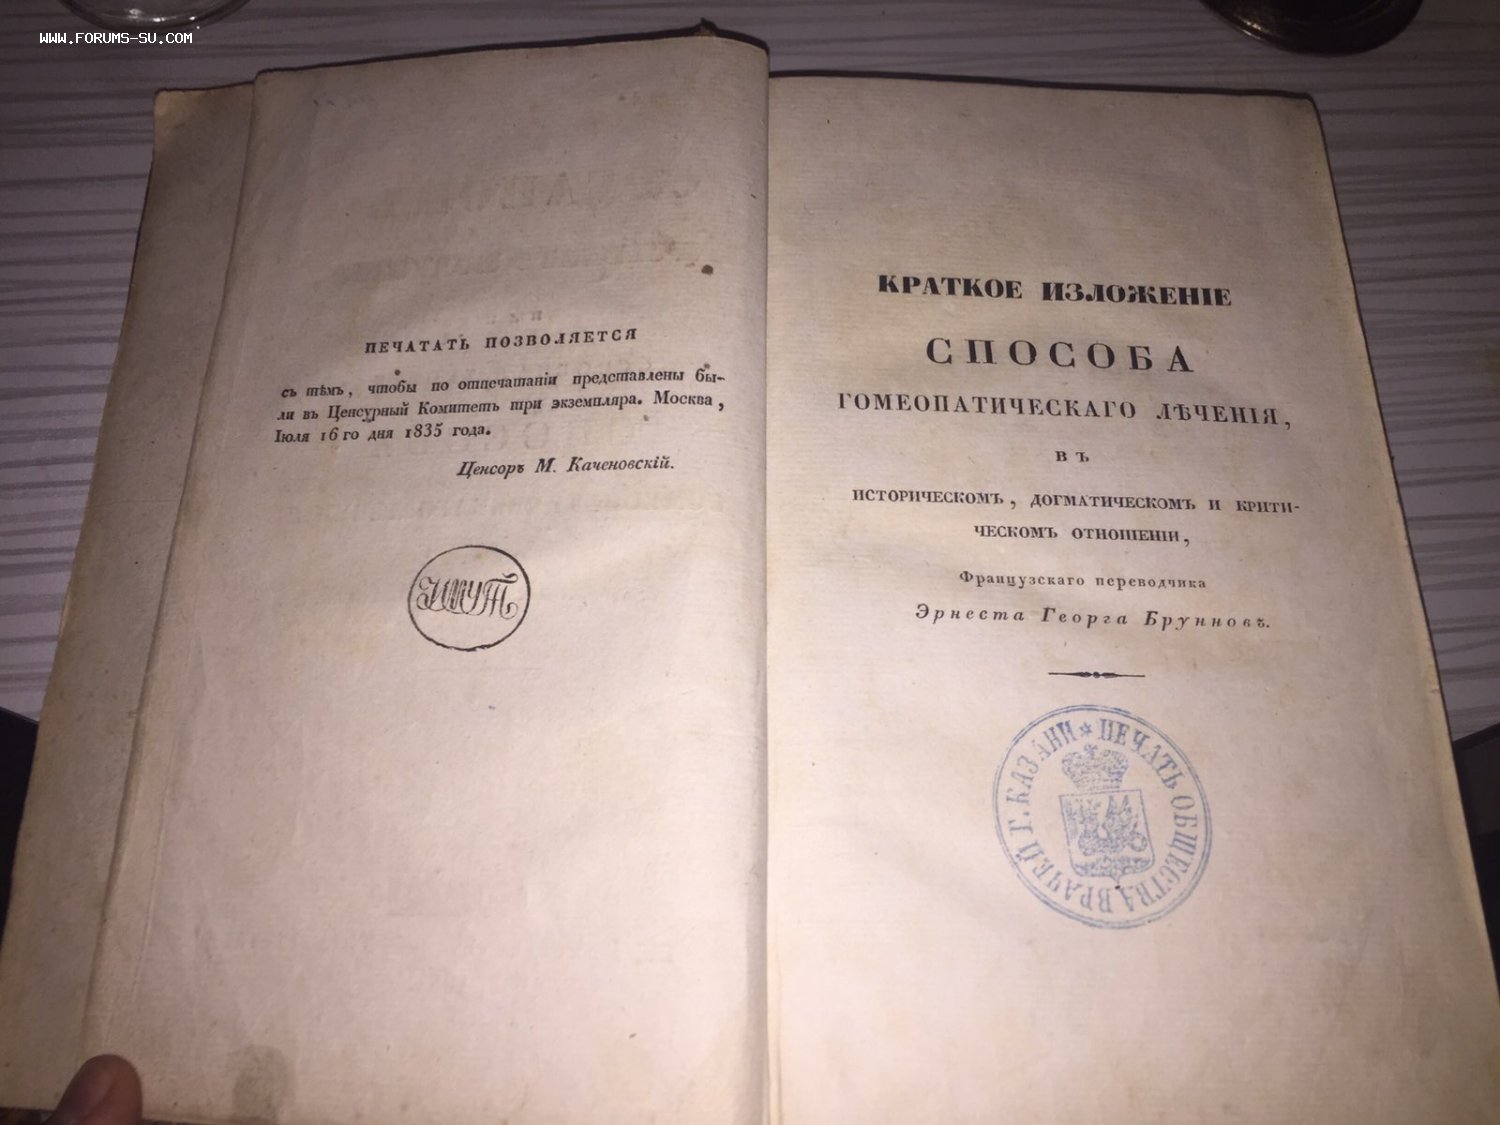 WWW.FORUMS-SU.COM
ПЕЧАТАТЬ ПОЗВОЛЯЕТСЯ
съ тѣмъ, чтобы по отпечатаніи представлены бы-
ли въ Ценсурный Комитетъ три экземпляра. Москва,
Іюля 16 го дня 1835 года.
Ценсоръ М. Каченовскій.
КРАТКОЕ ИЗЛОЖЕНІЕ
СПОСОБА
ГОМЕОПАТИЧЕСКАГО ЛѢЧЕНІЯ,
ВЪ
ИСТОРИЧЕСКОМЪ, ДОГМАТИЧЕСКОМЪ И КРИТИ-
ЧЕСКОМЪ ОТНОШЕНІИ,
Французскаго переводчика
Эрнеста Георга Брунновъ.
ПЕЧАТЬ ОБЩЕСТВА ВРАЧЕЙ Г. КАЗАНИ